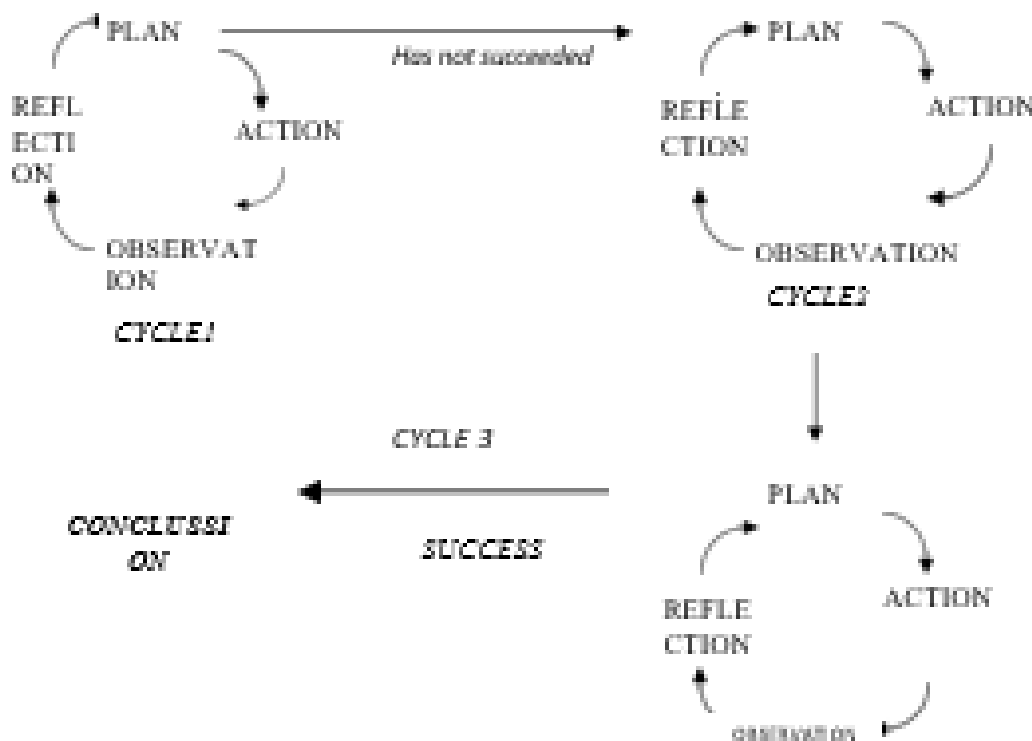 PLAN
Has not succeeded
ACTION
REFL
ECTI
ON
OBSERVAT
ION
CYCLE1
PLAN
ACTION
REFLE
CTION
OBSERVATION
CYCLE2
CYCLE 3
SUCCESS
CONCLUSSI
ON
PLAN
ACTION
REFLE
CTION
OBSERVATION